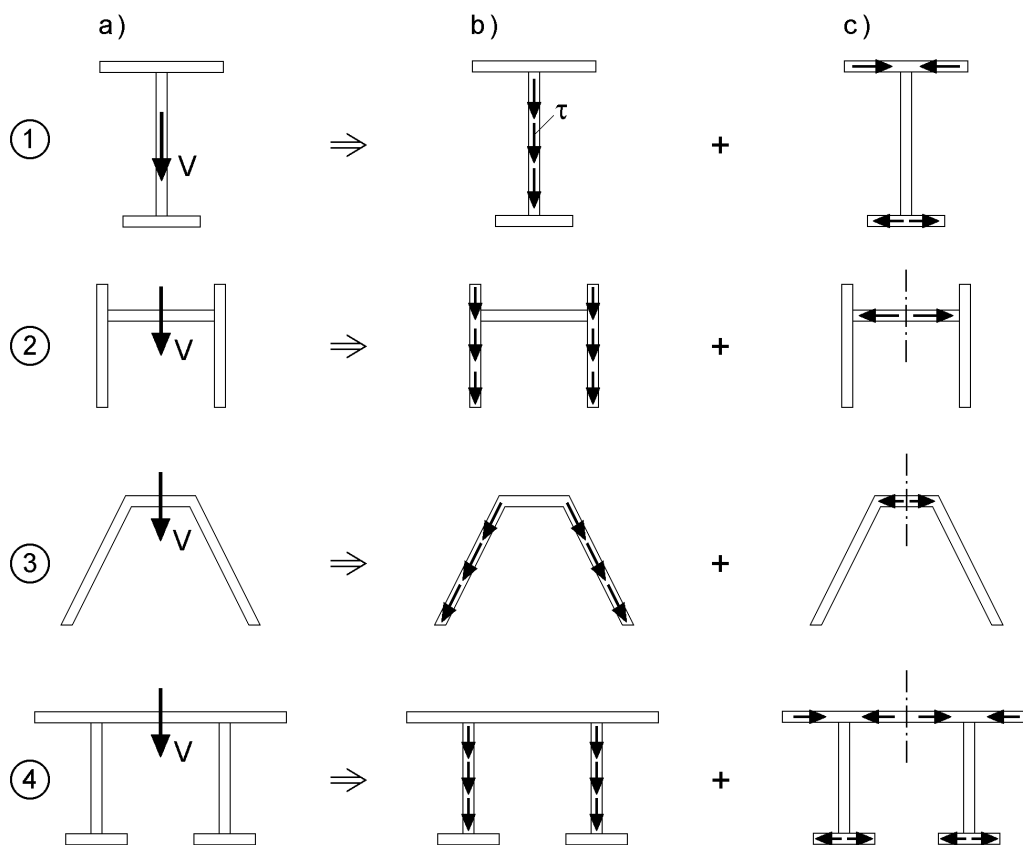 a) b) c)
1 V ⇒ τ +
2 V ⇒ +
3 V ⇒ +
4 V ⇒ +